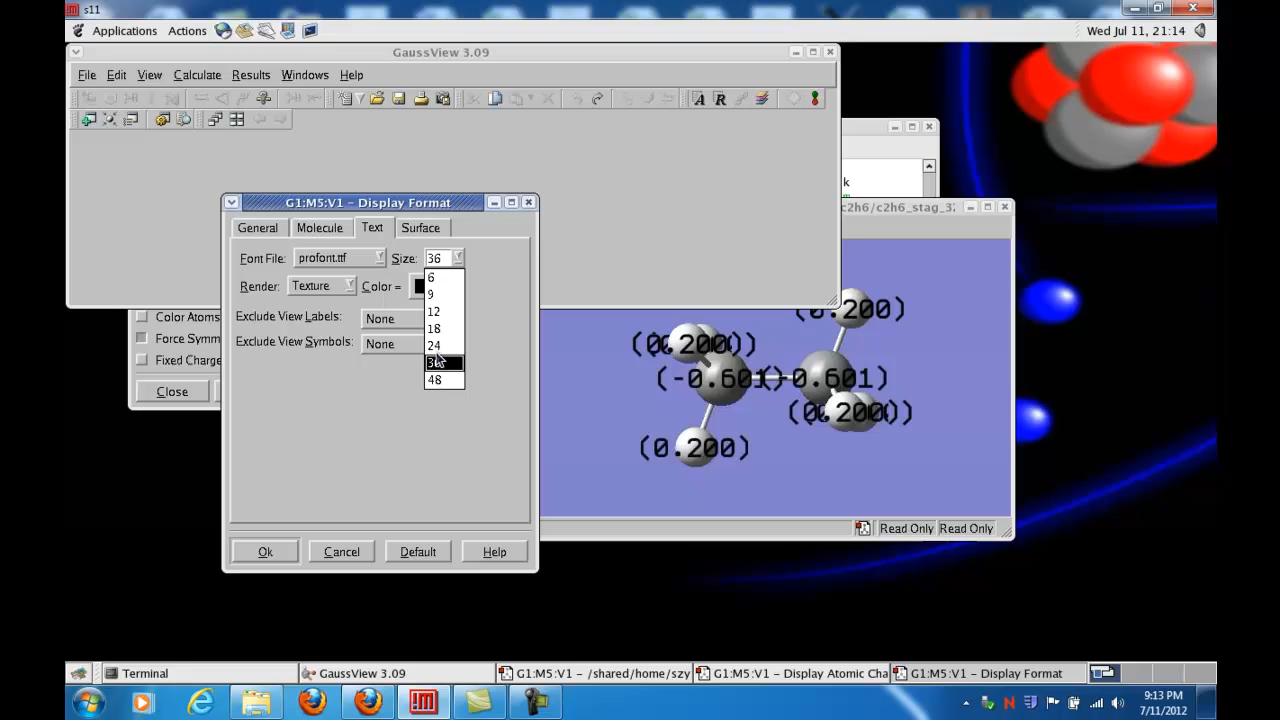 s11
Applications Actions Wed Jul 11, 21:14
GaussView 3.09
File Edit View Calculate Results Windows Help
A R
k
G1:M5:V1 - Display Format
c2h6/c2h6_stag_3
General Molecule Text Surface
Font File: profont.ttf Size: 36
6
Render: Texture Color =
9
12
Color Atoms
Exclude View Labels: None
18
Force Symm
Exclude View Symbols: None
24
Fixed Charge
36
48
Close
(0.200)
(0.200)
(-0.601)
(-0.601)
(0.200)
(0.200)
Read Only Read Only
Ok Cancel Default Help
Terminal GaussView 3.09 G1:M5:V1 - /shared/home/szy G1:M5:V1 - Display Atomic Cha G1:M5:V1 - Display Format
9:13 PM
7/11/2012